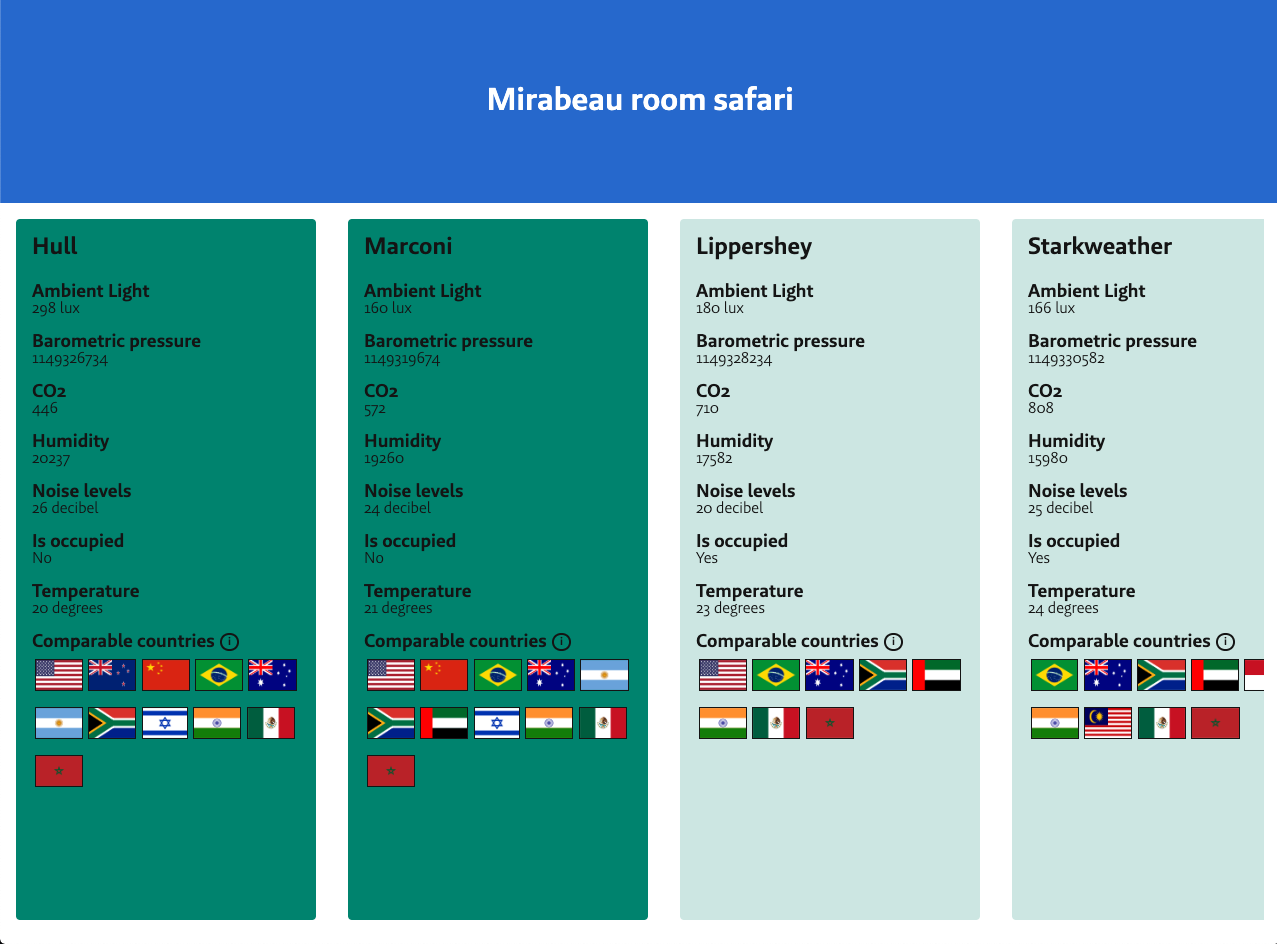 Mirabeau room safari
Hull
Ambient Light
298 lux
Barometric pressure
1149326734
CO2
446
Humidity
20237
Noise levels
26 decibel
Is occupied
No
Temperature
20 degrees
Comparable countries i
Marconi
Ambient Light
160 lux
Barometric pressure
1149319674
CO2
572
Humidity
19260
Noise levels
24 decibel
Is occupied
No
Temperature
21 degrees
Comparable countries i
Lippershey
Ambient Light
180 lux
Barometric pressure
1149328234
CO2
710
Humidity
17582
Noise levels
20 decibel
Is occupied
Yes
Temperature
23 degrees
Comparable countries i
Starkweather
Ambient Light
166 lux
Barometric pressure
1149330582
CO2
808
Humidity
15980
Noise levels
25 decibel
Is occupied
Yes
Temperature
24 degrees
Comparable countries i